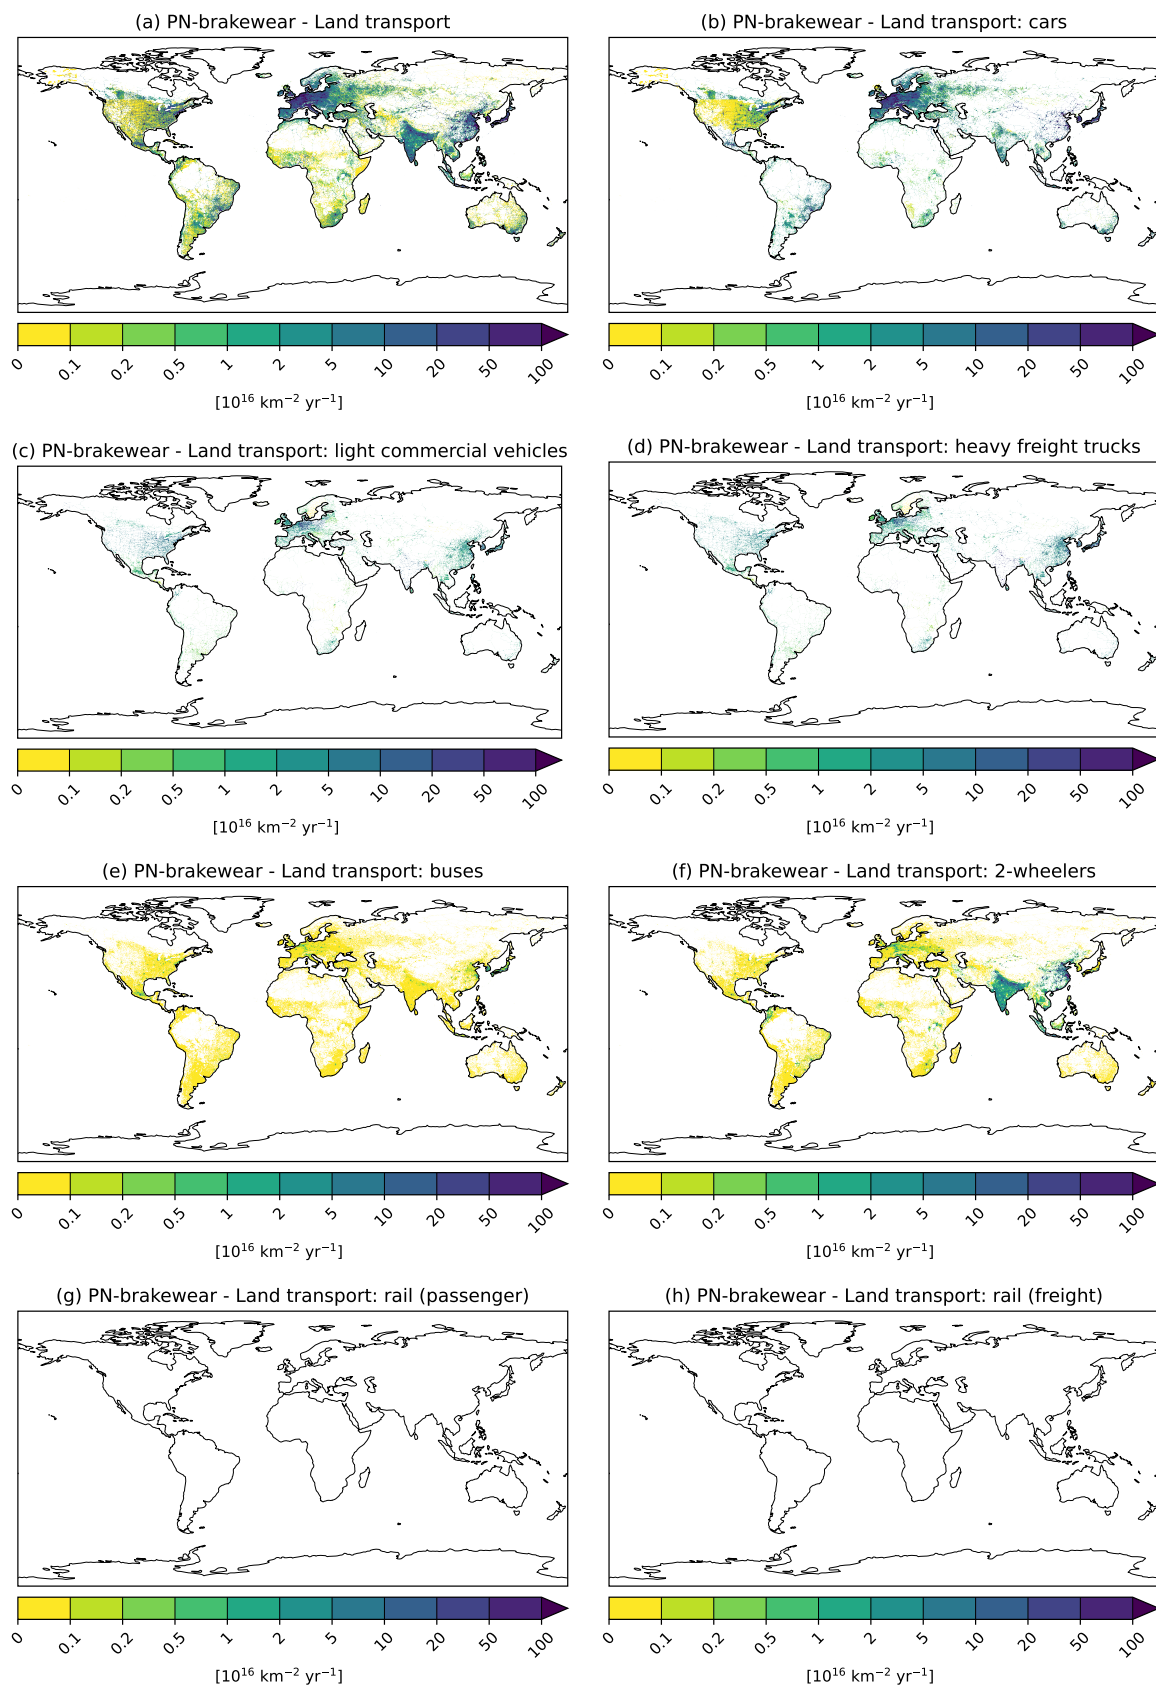 (a) PN-brakewear - Land transport
(b) PN-brakewear - Land transport: cars
0 0.1 0.2 0.5 1 2 5 10 20 50 100
[10¹⁶ km⁻² yr⁻¹]
0 0.1 0.2 0.5 1 2 5 10 20 50 100
[10¹⁶ km⁻² yr⁻¹]
(c) PN-brakewear - Land transport: light commercial vehicles
(d) PN-brakewear - Land transport: heavy freight trucks
0 0.1 0.2 0.5 1 2 5 10 20 50 100
[10¹⁶ km⁻² yr⁻¹]
0 0.1 0.2 0.5 1 2 5 10 20 50 100
[10¹⁶ km⁻² yr⁻¹]
(e) PN-brakewear - Land transport: buses
(f) PN-brakewear - Land transport: 2-wheelers
0 0.1 0.2 0.5 1 2 5 10 20 50 100
[10¹⁶ km⁻² yr⁻¹]
0 0.1 0.2 0.5 1 2 5 10 20 50 100
[10¹⁶ km⁻² yr⁻¹]
(g) PN-brakewear - Land transport: rail (passenger)
(h) PN-brakewear - Land transport: rail (freight)
0 0.1 0.2 0.5 1 2 5 10 20 50 100
[10¹⁶ km⁻² yr⁻¹]
0 0.1 0.2 0.5 1 2 5 10 20 50 100
[10¹⁶ km⁻² yr⁻¹]